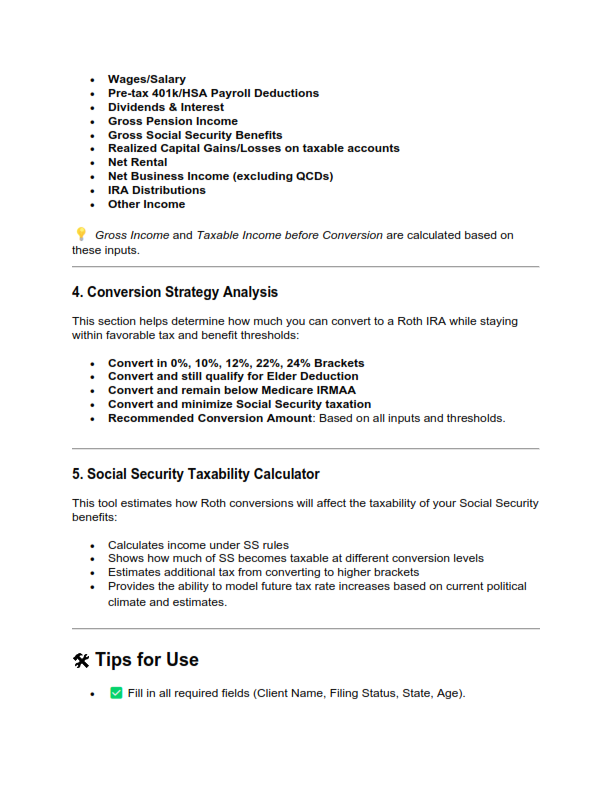 • Wages/Salary
• Pre-tax 401k/HSA Payroll Deductions
• Dividends & Interest
• Gross Pension Income
• Gross Social Security Benefits
• Realized Capital Gains/Losses on taxable accounts
• Net Rental
• Net Business Income (excluding QCDs)
• IRA Distributions
• Other Income
💡 Gross Income and Taxable Income before Conversion are calculated based on
these inputs.
4. Conversion Strategy Analysis
This section helps determine how much you can convert to a Roth IRA while staying
within favorable tax and benefit thresholds:
• Convert in 0%, 10%, 12%, 22%, 24% Brackets
• Convert and still qualify for Elder Deduction
• Convert and remain below Medicare IRMAA
• Convert and minimize Social Security taxation
• Recommended Conversion Amount: Based on all inputs and thresholds.
5. Social Security Taxability Calculator
This tool estimates how Roth conversions will affect the taxability of your Social Security
benefits:
• Calculates income under SS rules
• Shows how much of SS becomes taxable at different conversion levels
• Estimates additional tax from converting to higher brackets
• Provides the ability to model future tax rate increases based on current political
climate and estimates.
🛠 Tips for Use
• ✅ Fill in all required fields (Client Name, Filing Status, State, Age).